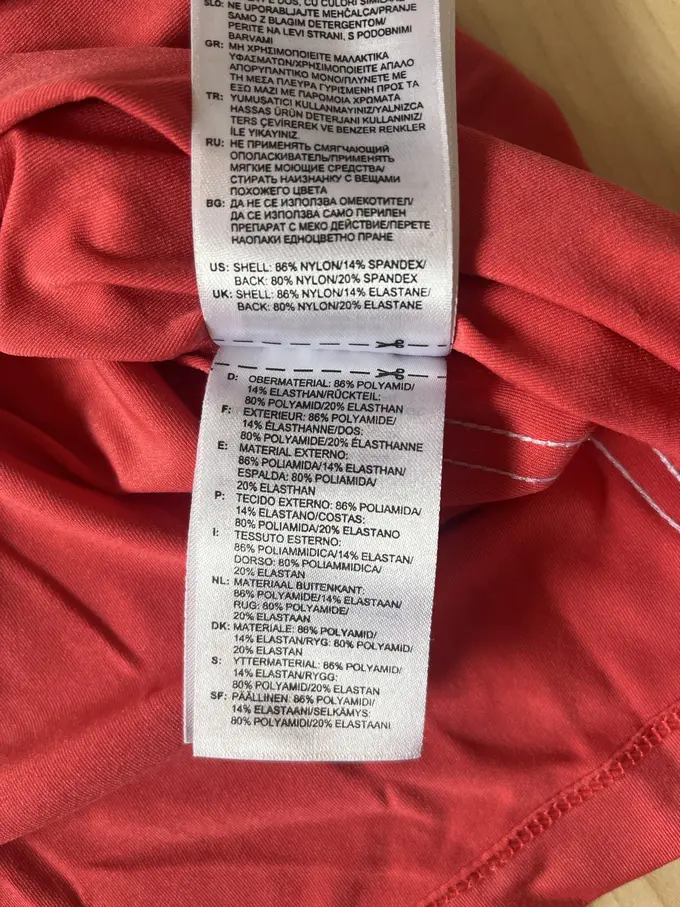 SLO: NE UPORABLJAJTE MEHČALCA/PRANJE
SAMO Z BLAGIM DETERGENTOM/
PERITE NA LEVI STRANI, S PODOBNIMI
BARVAMI
GR: ΜΗ ΧΡΗΣΙΜΟΠΟΙΕΙΤΕ ΜΑΛΑΚΤΙΚΑ
ΥΦΑΣΜΑΤΩΝ/ΧΡΗΣΙΜΟΠΟΙΕΙΤΕ ΑΠΑΛΟ
ΑΠΟΡΥΠΑΝΤΙΚΟ ΜΟΝΟ/ΠΛΥΝΕΤΕ ΜΕ
ΤΗ ΜΕΣΑ ΠΛΕΥΡΑ ΓΥΡΙΣΜΕΝΗ ΠΡΟΣ ΤΑ
ΕΞΩ ΜΑΖΙ ΜΕ ΠΑΡΟΜΟΙΑ ΧΡΩΜΑΤΑ
TR: YUMUŞATICI KULLANMAYINIZ/YALNIZCA
HASSAS ÜRÜN DETERJANI KULLANINIZ/
TERS ÇEVİREREK VE BENZER RENKLER
İLE YIKAYINIZ
RU: НЕ ПРИМЕНЯТЬ СМЯГЧАЮЩИЙ
ОПОЛАСКИВАТЕЛЬ/ПРИМЕНЯТЬ
МЯГКИЕ МОЮЩИЕ СРЕДСТВА/
СТИРАТЬ НАИЗНАНКУ С ВЕЩАМИ
ПОХОЖЕГО ЦВЕТА
BG: ДА НЕ СЕ ИЗПОЛЗВА ОМЕКОТИТЕЛ/
ДА СЕ ИЗПОЛЗВА САМО ПЕРИЛЕН
ПРЕПАРАТ С МЕКО ДЕЙСТВИЕ/ПЕРЕТЕ
НАОПАКИ ЕДНОЦВЕТНО ПРАНЕ
US: SHELL: 86% NYLON/14% SPANDEX/
BACK: 80% NYLON/20% SPANDEX
UK: SHELL: 86% NYLON/14% ELASTANE/
BACK: 80% NYLON/20% ELASTANE
D: OBERMATERIAL: 86% POLYAMID/
14% ELASTHAN/RÜCKTEIL:
80% POLYAMID/20% ELASTHAN
F: EXTERIEUR: 86% POLYAMIDE/
14% ÉLASTHANNE/DOS:
80% POLYAMIDE/20% ÉLASTHANNE
E: MATERIAL EXTERNO:
86% POLIAMIDA/14% ELASTHAN/
ESPALDA: 80% POLIAMIDA/
20% ELASTHAN
P: TECIDO EXTERNO: 86% POLIAMIDA/
14% ELASTANO/COSTAS:
80% POLIAMIDA/20% ELASTANO
I: TESSUTO ESTERNO:
86% POLIAMMIDICA/14% ELASTAN/
DORSO: 80% POLIAMMIDICA/
20% ELASTAN
NL: MATERIAAL BUITENKANT:
86% POLYAMIDE/14% ELASTAAN/
RUG: 80% POLYAMIDE/
20% ELASTAAN
DK: MATERIALE: 86% POLYAMID/
14% ELASTAN/RYG: 80% POLYAMID/
20% ELASTAN
S: YTTERMATERIAL: 86% POLYAMID/
14% ELASTAN/RYGG:
80% POLYAMID/20% ELASTAN
SF: PÄÄLLINEN: 86% POLYAMIDI/
14% ELASTAANI/SELKÄMYS:
80% POLYAMIDI/20% ELASTAANI